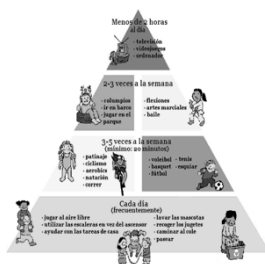 Menos de 2 horas
al día
- televisión
- videojuegos
- ordenador
2-3 veces a la semana
- columpios
- ir en barco
- jugar en el
parque
- flexiones
- artes marciales
- baile
3-5 veces a la semana
(mínimo: 20 minutos)
- patinaje
- ciclismo
- aerobics
- natación
- correr
- voleibol
- basquet
- fútbol
- tenis
- esquiar
Cada día
(frecuentemente)
- jugar al aire libre
- utilizar las escaleras en vez del ascensor
- ayudar con las tareas de casa
- lavar las mascotas
- recoger los jugetes
- caminar al cole
- pasear